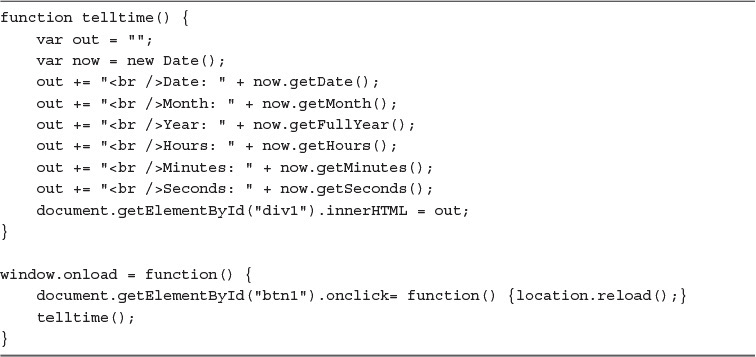 function telltime() {
    var out = "";
    var now = new Date();
    out += "<br />Date: " + now.getDate();
    out += "<br />Month: " + now.getMonth();
    out += "<br />Year: " + now.getFullYear();
    out += "<br />Hours: " + now.getHours();
    out += "<br />Minutes: " + now.getMinutes();
    out += "<br />Seconds: " + now.getSeconds();
    document.getElementById("div1").innerHTML = out;
}

window.onload = function() {
    document.getElementById("btn1").onclick= function() {location.reload();}
    telltime();
}